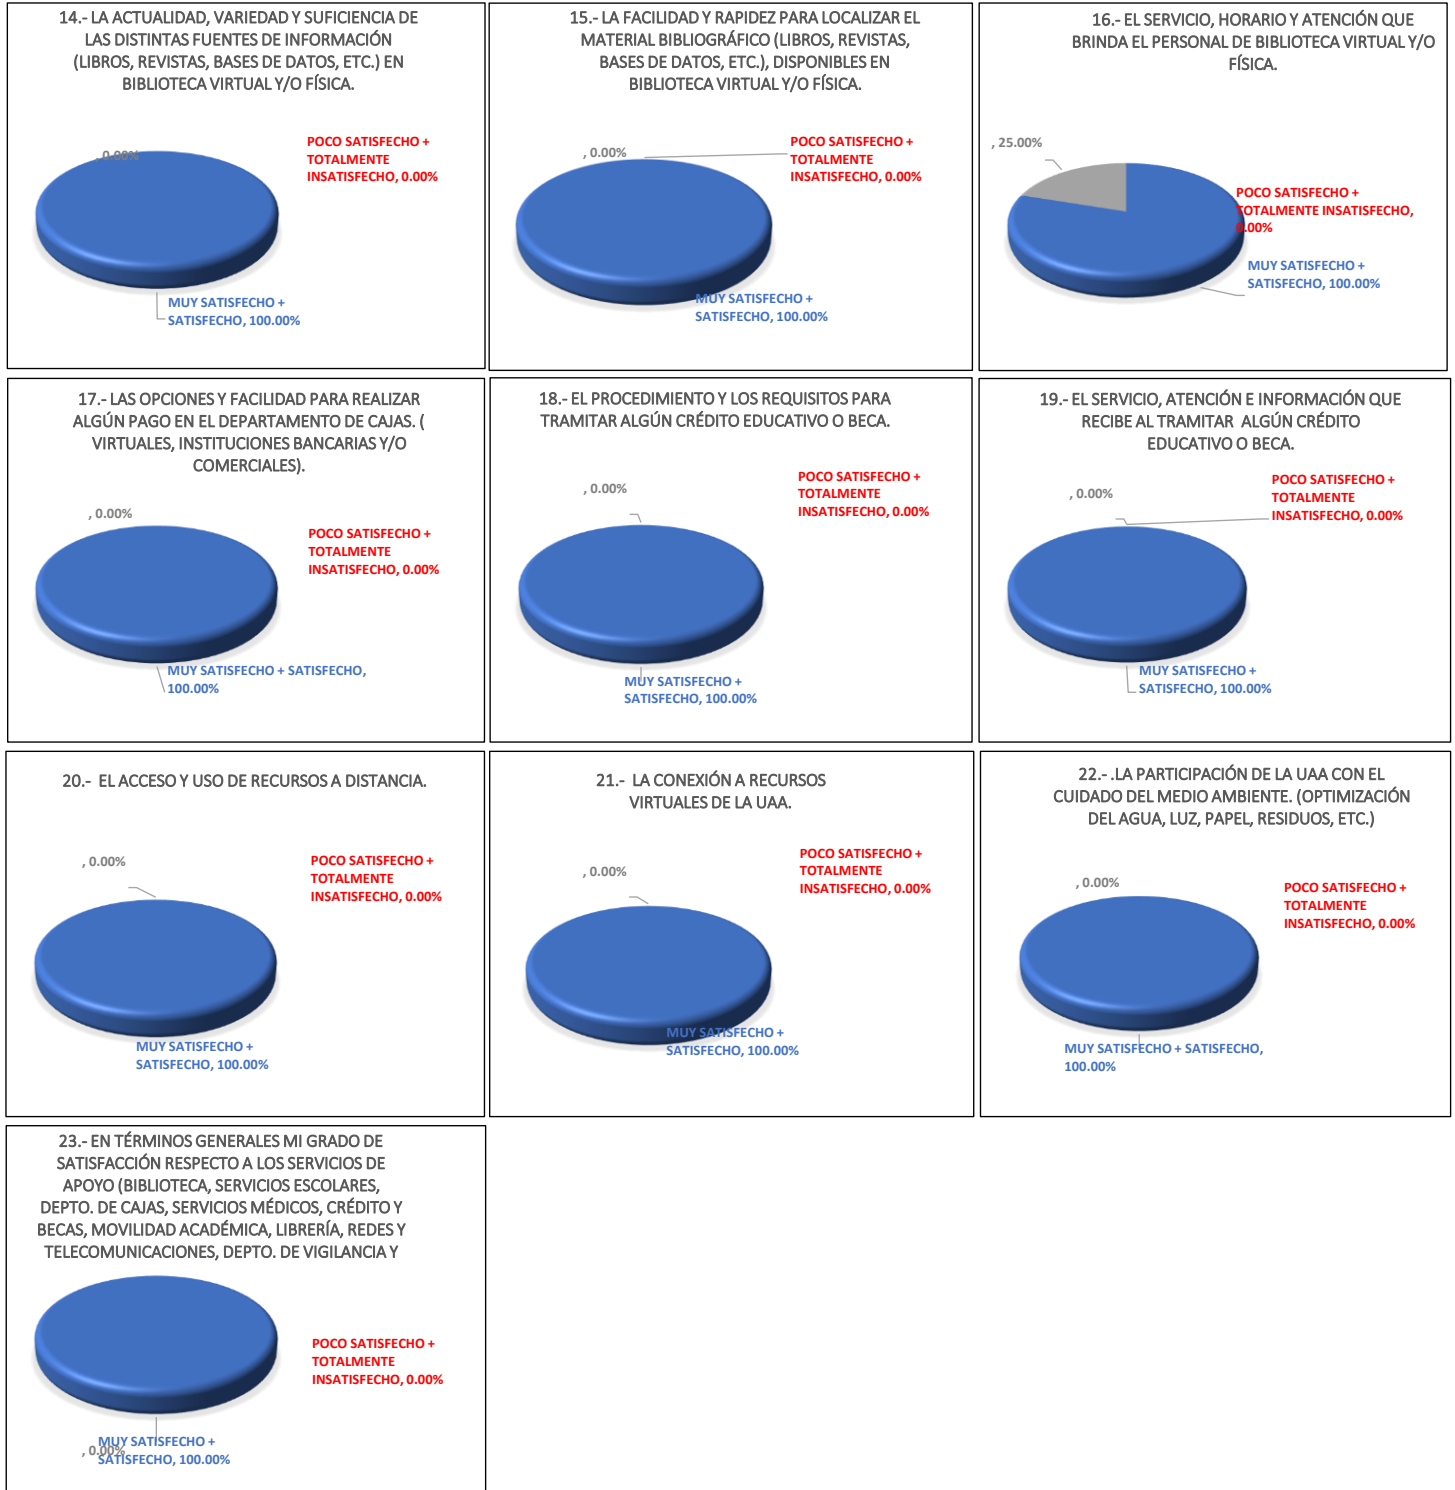 14.- LA ACTUALIDAD, VARIEDAD Y SUFICIENCIA DE
LAS DISTINTAS FUENTES DE INFORMACIÓN
(LIBROS, REVISTAS, BASES DE DATOS, ETC.) EN
BIBLIOTECA VIRTUAL Y/O FÍSICA.
, 0.00%
POCO SATISFECHO +
TOTALMENTE
INSATISFECHO, 0.00%
MUY SATISFECHO +
SATISFECHO, 100.00%
15.- LA FACILIDAD Y RAPIDEZ PARA LOCALIZAR EL
MATERIAL BIBLIOGRÁFICO (LIBROS, REVISTAS,
BASES DE DATOS, ETC.), DISPONIBLES EN
BIBLIOTECA VIRTUAL Y/O FÍSICA.
, 0.00%
POCO SATISFECHO +
TOTALMENTE
INSATISFECHO, 0.00%
MUY SATISFECHO +
SATISFECHO, 100.00%
16.- EL SERVICIO, HORARIO Y ATENCIÓN QUE
BRINDA EL PERSONAL DE BIBLIOTECA VIRTUAL Y/O
FÍSICA.
, 25.00%
POCO SATISFECHO +
TOTALMENTE INSATISFECHO,
0.00%
MUY SATISFECHO +
SATISFECHO, 100.00%
17.- LAS OPCIONES Y FACILIDAD PARA REALIZAR
ALGÚN PAGO EN EL DEPARTAMENTO DE CAJAS. (
VIRTUALES, INSTITUCIONES BANCARIAS Y/O
COMERCIALES).
, 0.00%
POCO SATISFECHO +
TOTALMENTE
INSATISFECHO, 0.00%
MUY SATISFECHO + SATISFECHO,
100.00%
18.- EL PROCEDIMIENTO Y LOS REQUISITOS PARA
TRAMITAR ALGÚN CRÉDITO EDUCATIVO O BECA.
, 0.00%
POCO SATISFECHO +
TOTALMENTE
INSATISFECHO, 0.00%
MUY SATISFECHO +
SATISFECHO, 100.00%
19.- EL SERVICIO, ATENCIÓN E INFORMACIÓN QUE
RECIBE AL TRAMITAR ALGÚN CRÉDITO
EDUCATIVO O BECA.
, 0.00%
POCO SATISFECHO +
TOTALMENTE
INSATISFECHO, 0.00%
MUY SATISFECHO +
SATISFECHO, 100.00%
20.- EL ACCESO Y USO DE RECURSOS A DISTANCIA.
, 0.00%
POCO SATISFECHO +
TOTALMENTE
INSATISFECHO, 0.00%
MUY SATISFECHO +
SATISFECHO, 100.00%
21.- LA CONEXIÓN A RECURSOS
VIRTUALES DE LA UAA.
, 0.00%
POCO SATISFECHO +
TOTALMENTE
INSATISFECHO, 0.00%
MUY SATISFECHO +
SATISFECHO, 100.00%
22.- .LA PARTICIPACIÓN DE LA UAA CON EL
CUIDADO DEL MEDIO AMBIENTE. (OPTIMIZACIÓN
DEL AGUA, LUZ, PAPEL, RESIDUOS, ETC.)
, 0.00%
POCO SATISFECHO +
TOTALMENTE
INSATISFECHO, 0.00%
MUY SATISFECHO + SATISFECHO,
100.00%
23.- EN TÉRMINOS GENERALES MI GRADO DE
SATISFACCIÓN RESPECTO A LOS SERVICIOS DE
APOYO (BIBLIOTECA, SERVICIOS ESCOLARES,
DEPTO. DE CAJAS, SERVICIOS MÉDICOS, CRÉDITO Y
BECAS, MOVILIDAD ACADÉMICA, LIBRERÍA, REDES Y
TELECOMUNICACIONES, DEPTO. DE VIGILANCIA Y
POCO SATISFECHO +
TOTALMENTE
INSATISFECHO, 0.00%
MUY SATISFECHO +
SATISFECHO, 100.00%
, 0.00%